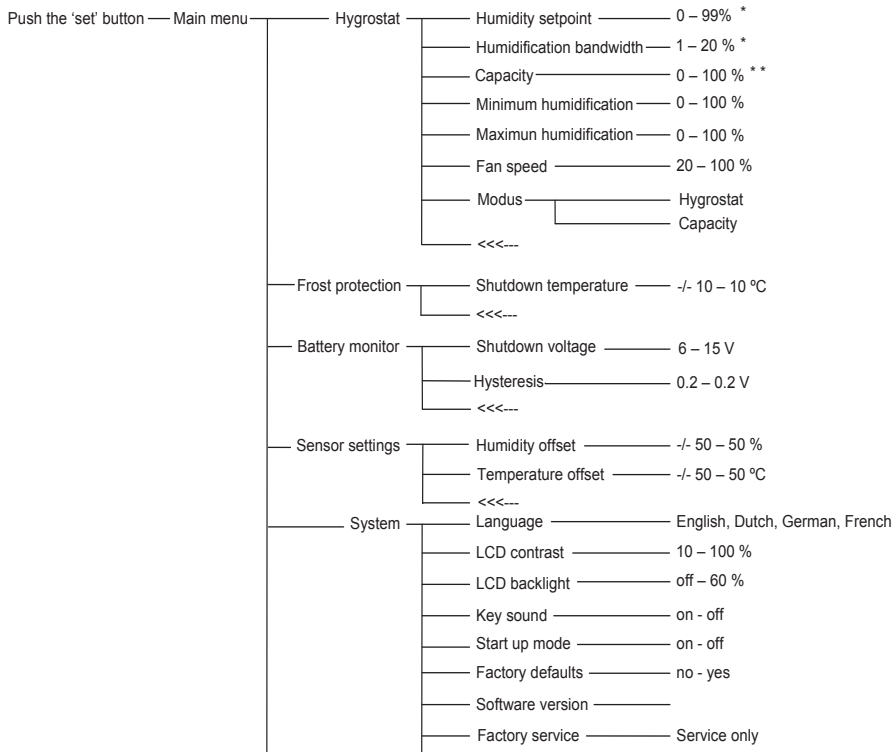 Push the ‘set’ button Main menu Hygrostat Humidity setpoint 0 – 99% *
Humidification bandwidth 1 – 20 % *
Capacity 0 – 100 % * *
Minimum humidification 0 – 100 %
Maximun humidification 0 – 100 %
Fan speed 20 – 100 %
Modus Hygrostat
Capacity
<<<---
Frost protection Shutdown temperature -/- 10 – 10 ºC
<<<---
Battery monitor Shutdown voltage 6 – 15 V
Hysteresis 0.2 – 0.2 V
<<<---
Sensor settings Humidity offset -/- 50 – 50 %
Temperature offset -/- 50 – 50 ºC
<<<---
System Language English, Dutch, German, French
LCD contrast 10 – 100 %
LCD backlight off – 60 %
Key sound on - off
Start up mode on - off
Factory defaults no - yes
Software version
Factory service Service only